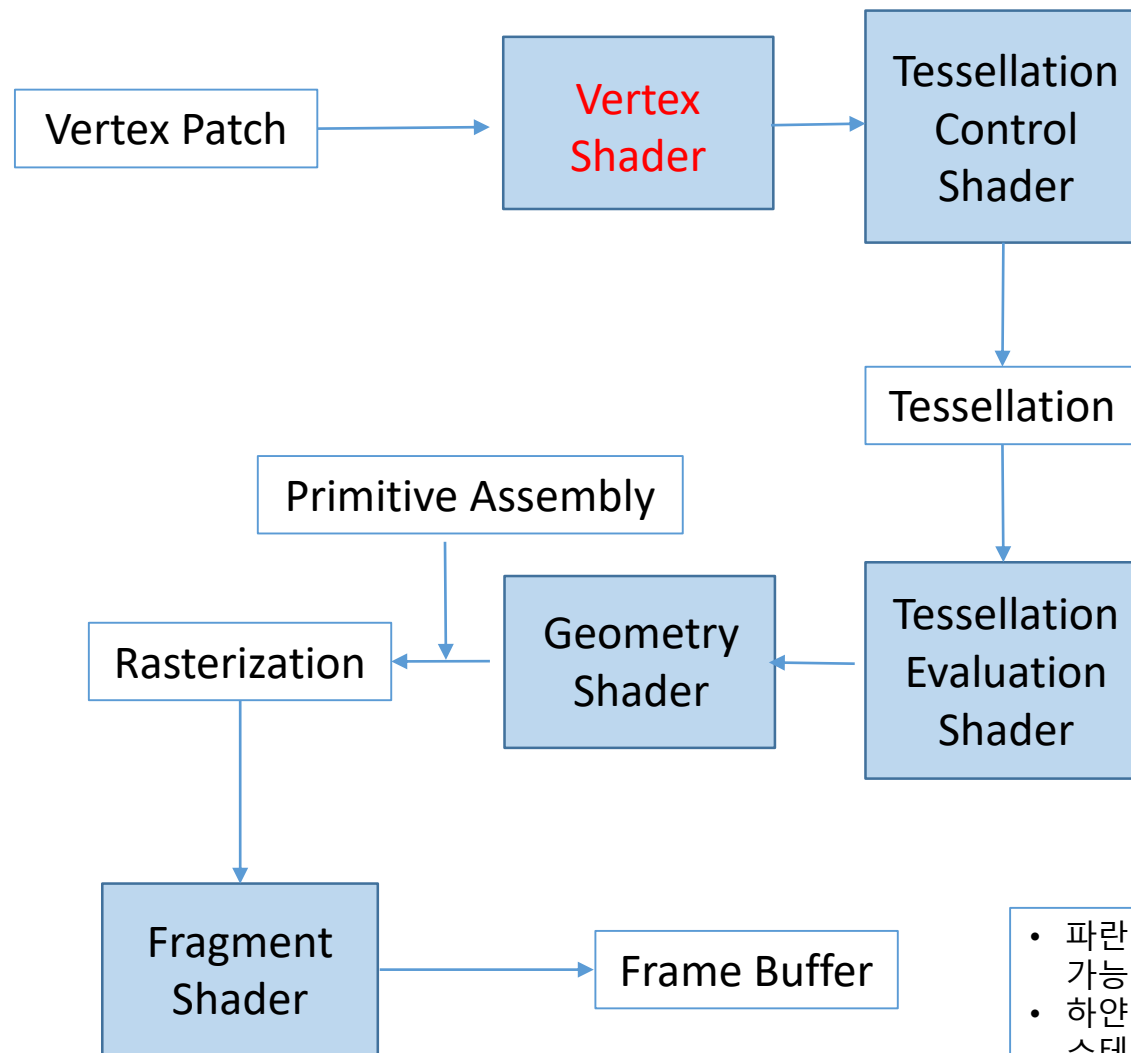 Vertex Patch
Vertex
Shader
Tessellation
Control
Shader
Tessellation
Primitive Assembly
Rasterization
Geometry
Shader
Tessellation
Evaluation
Shader
Fragment
Shader
Frame Buffer
• 파란
가능
• 하얀